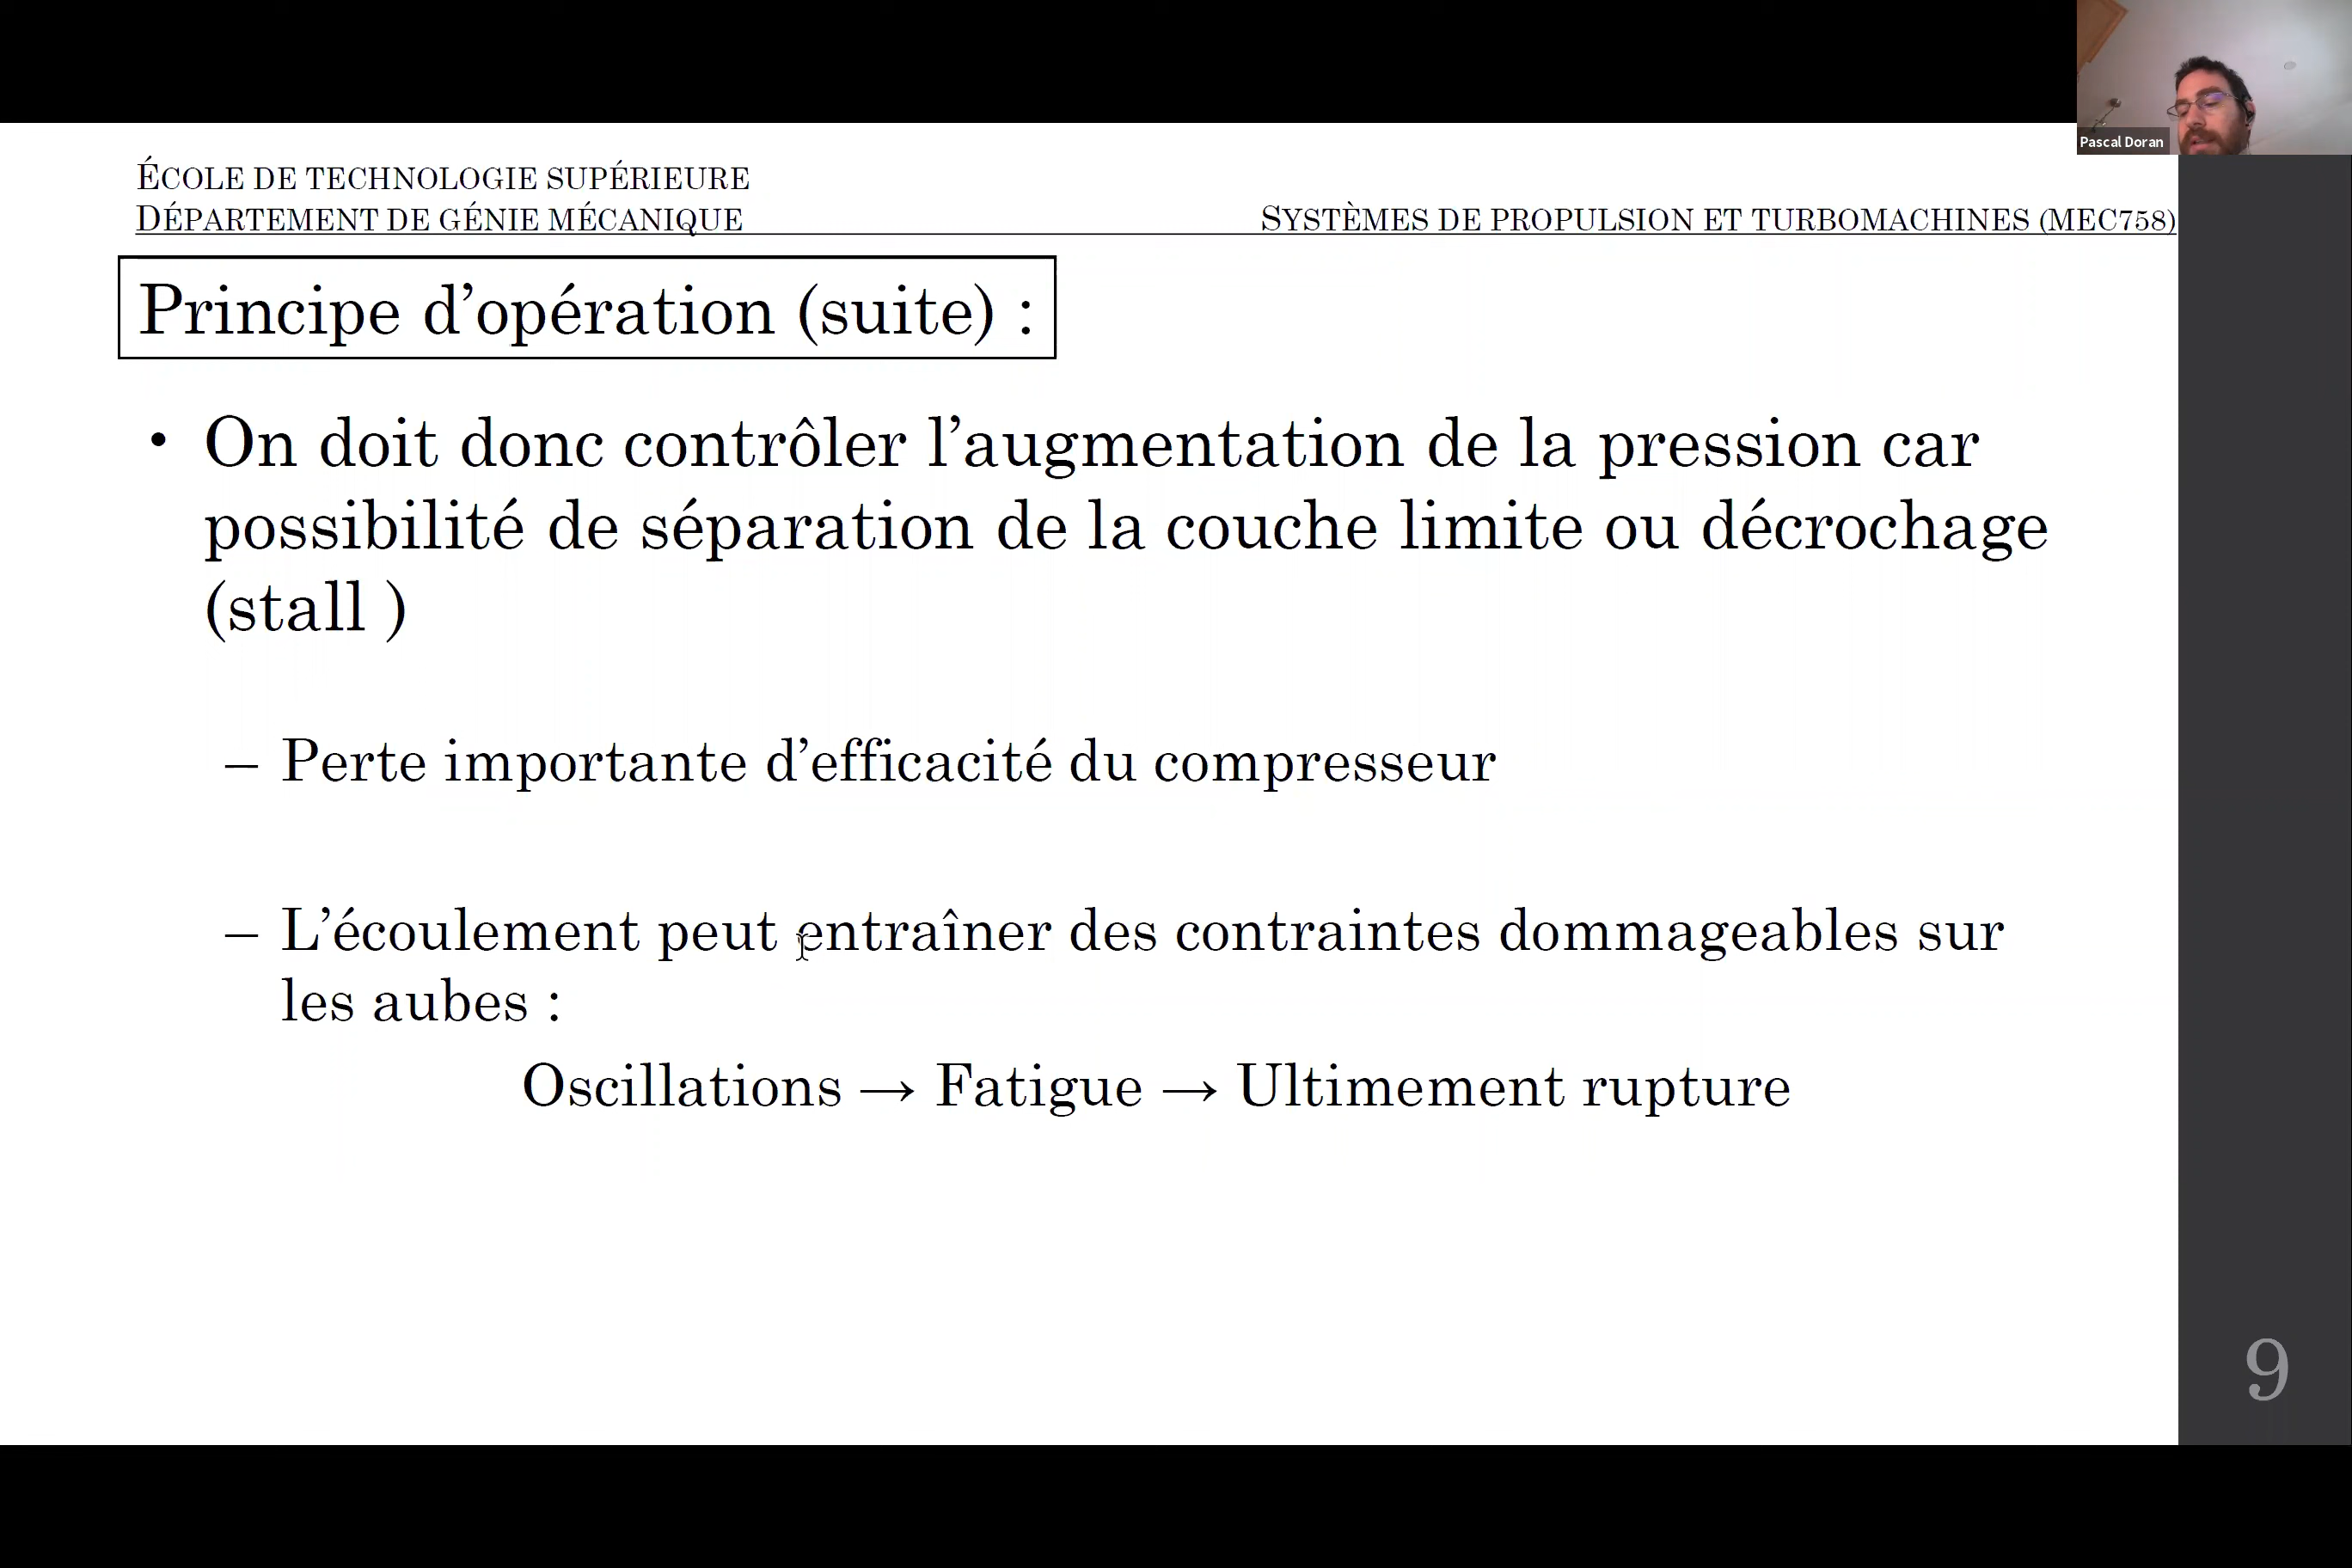 Pascal Doran
ÉCOLE DE TECHNOLOGIE SUPÉRIEURE
DÉPARTEMENT DE GÉNIE MÉCANIQUE
SYSTÈMES DE PROPULSION ET TURBOMACHINES (MEC758)
Principe d’opération (suite) :
• On doit donc contrôler l’augmentation de la pression car
possibilité de séparation de la couche limite ou décrochage
(stall )
– Perte importante d’efficacité du compresseur
– L’écoulement peut entraîner des contraintes dommageables sur
les aubes :
Oscillations → Fatigue → Ultimement rupture
9